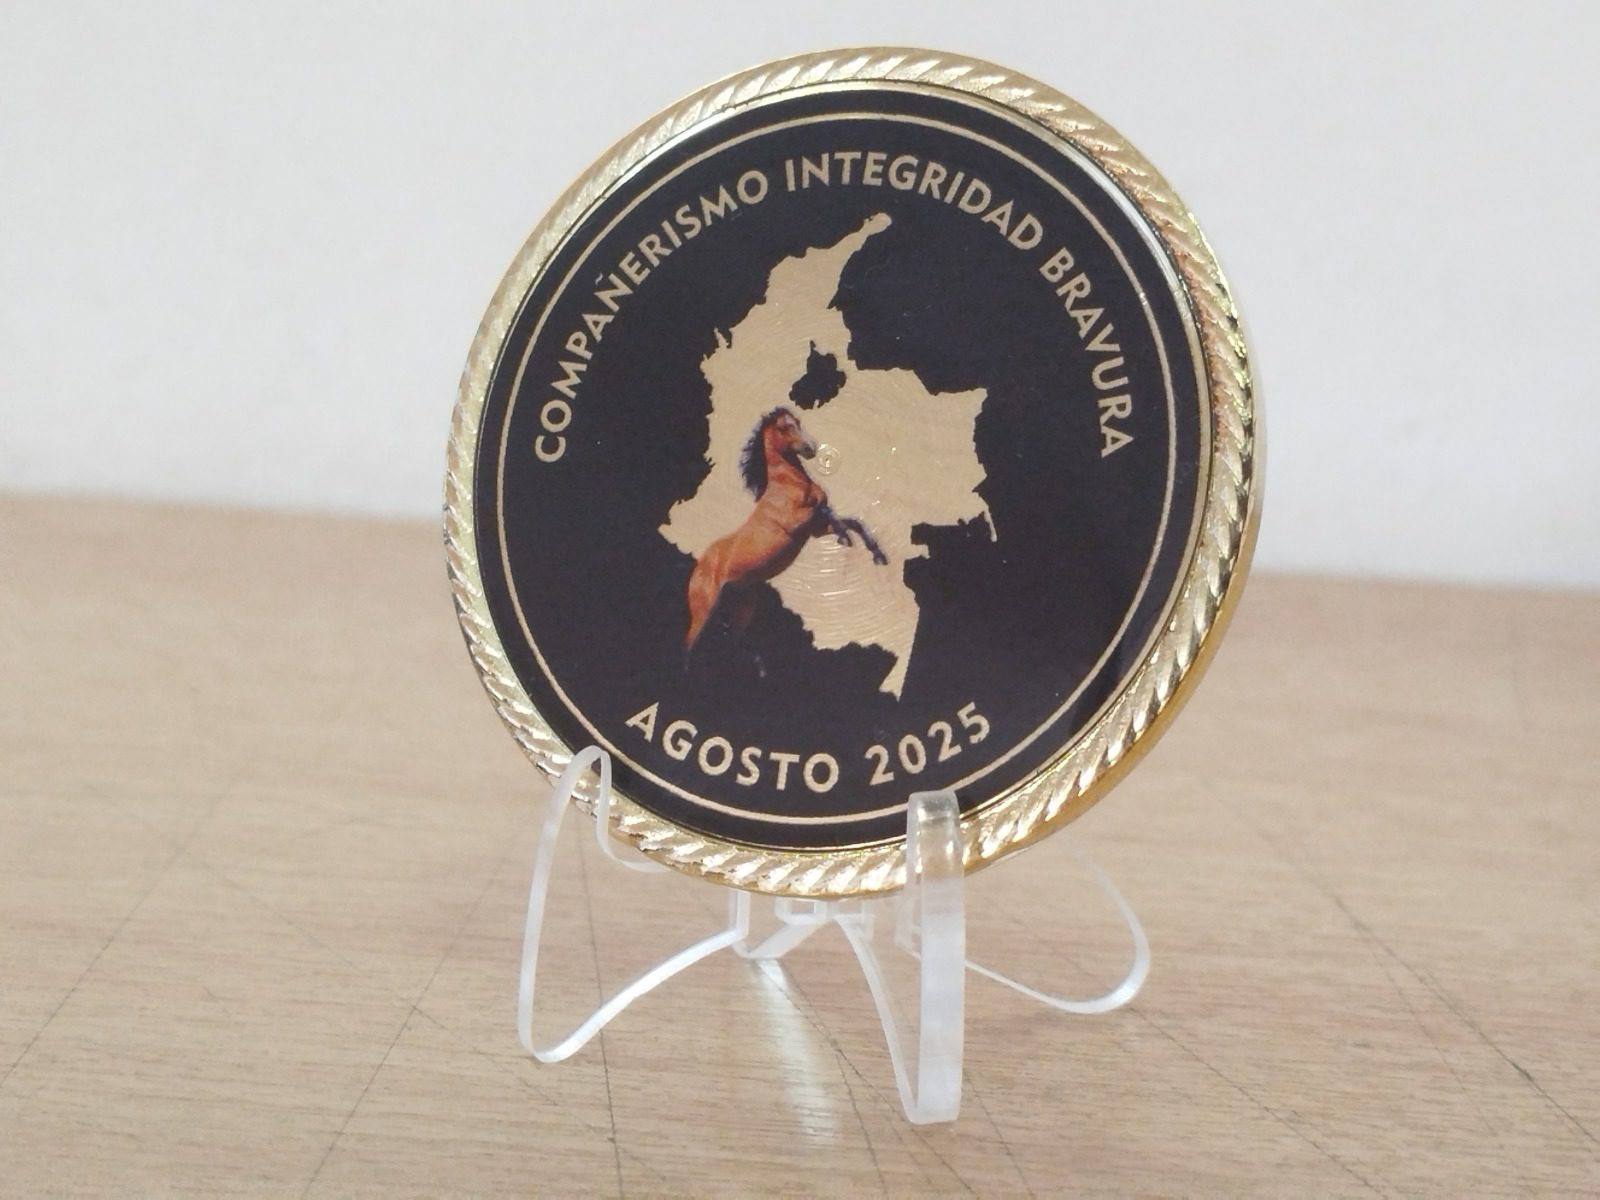 COMPAÑERISMO INTEGRIDAD BRAVURA
AGOSTO 2025